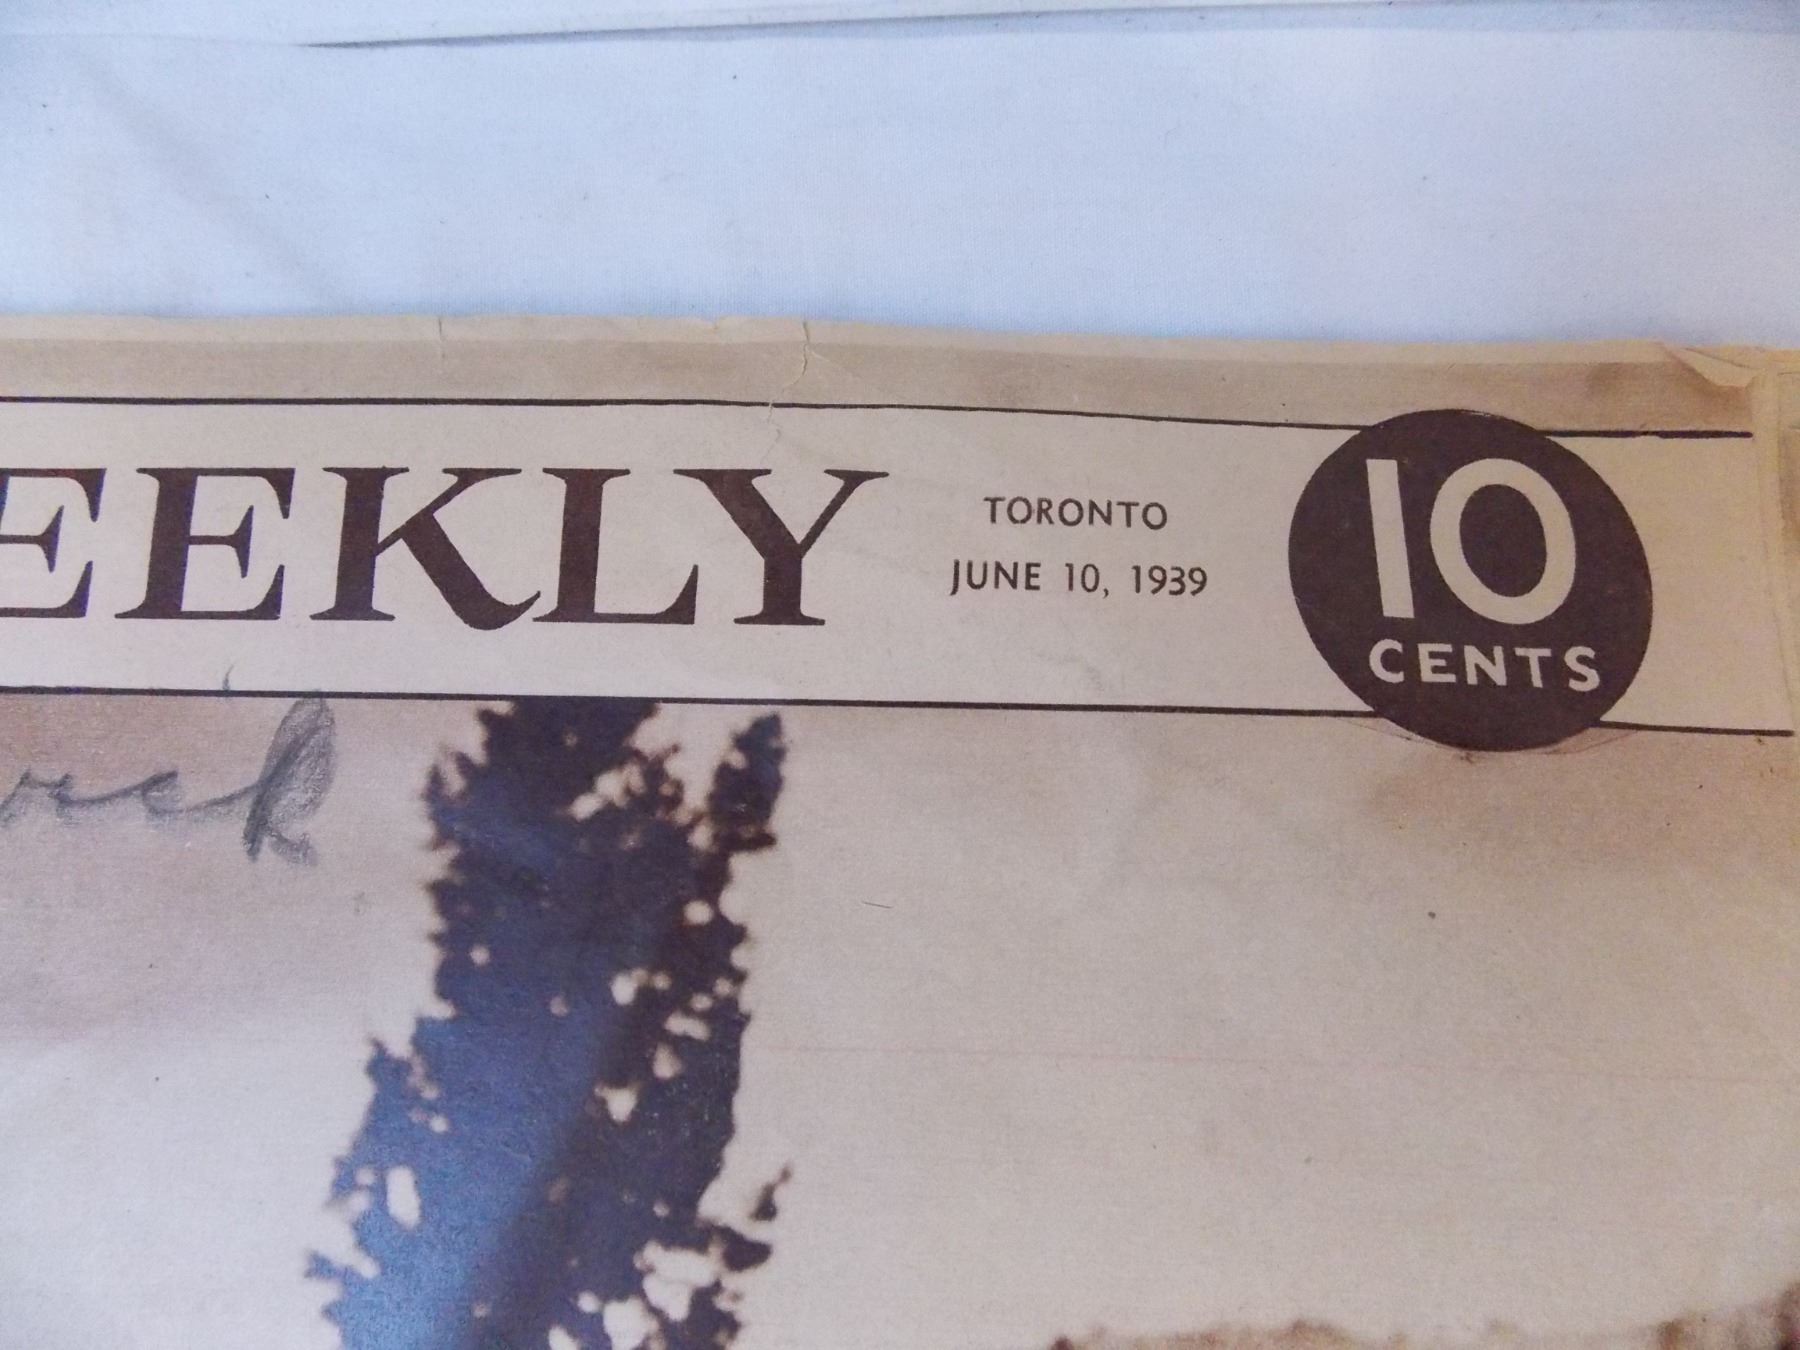 EEKLY
TORONTO
JUNE 10, 1939
10
CENTS